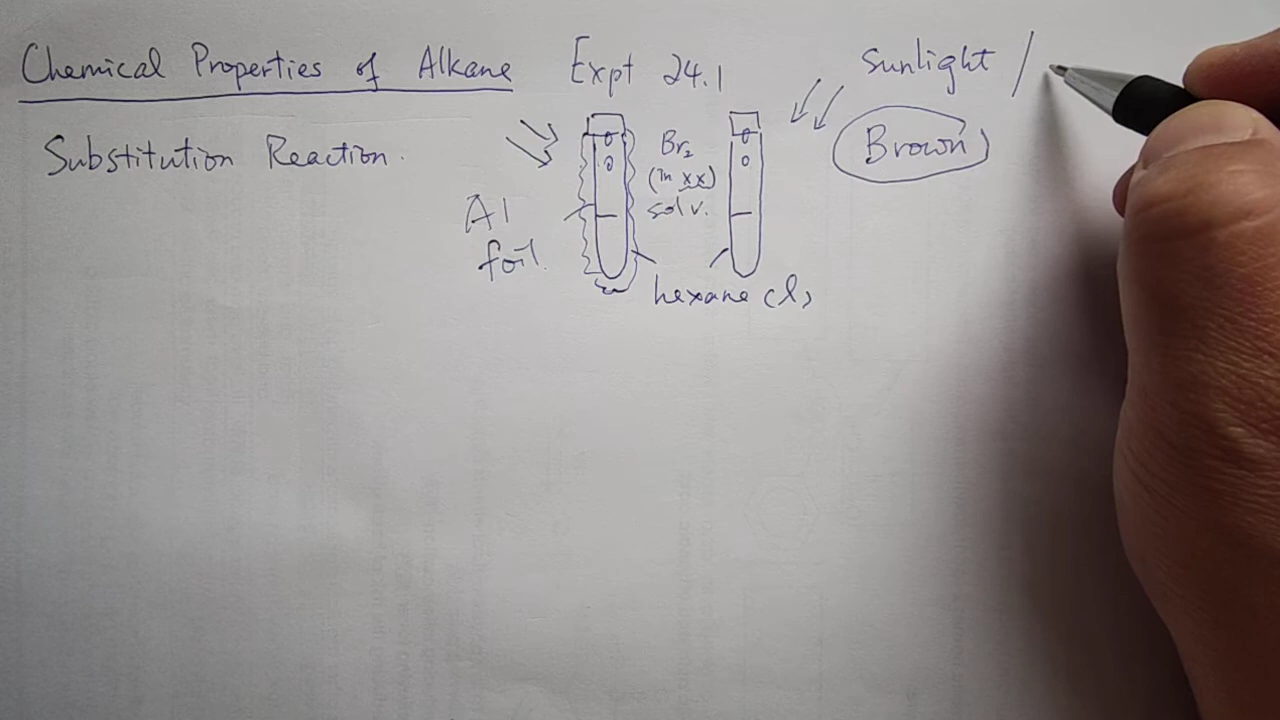 Chemical Properties of Alkane
Expt 24.1
Sunlight /
Substitution Reaction.
Br₂
(in xx)
solv.
Brown
Al
foil.
hexane (l)